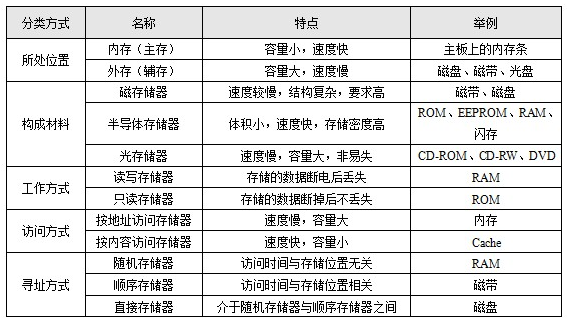 分类方式 名称 特点 举例
所处位置 内存（主存） 容量小，速度快 主板上的内存条
外存（辅存） 容量大，速度慢 磁盘、磁带、光盘
构成材料 磁存储器 速度较慢，结构复杂，要求高 磁带、磁盘
半导体存储器 体积小，速度快，存储密度高 ROM、EEPROM、RAM、
闪存
光存储器 速度慢，容量大，非易失 CD-ROM、CD-RW、DVD
工作方式 读写存储器 存储的数据断电后丢失 RAM
只读存储器 存储的数据断掉后不丢失 ROM
访问方式 按地址访问存储器 速度慢，容量大 内存
按内容访问存储器 速度快，容量小 Cache
寻址方式 随机存储器 访问时间与存储位置无关 RAM
顺序存储器 访问时间与存储位置相关 磁带
直接存储器 介于随机存储器与顺序存储器之间 磁盘